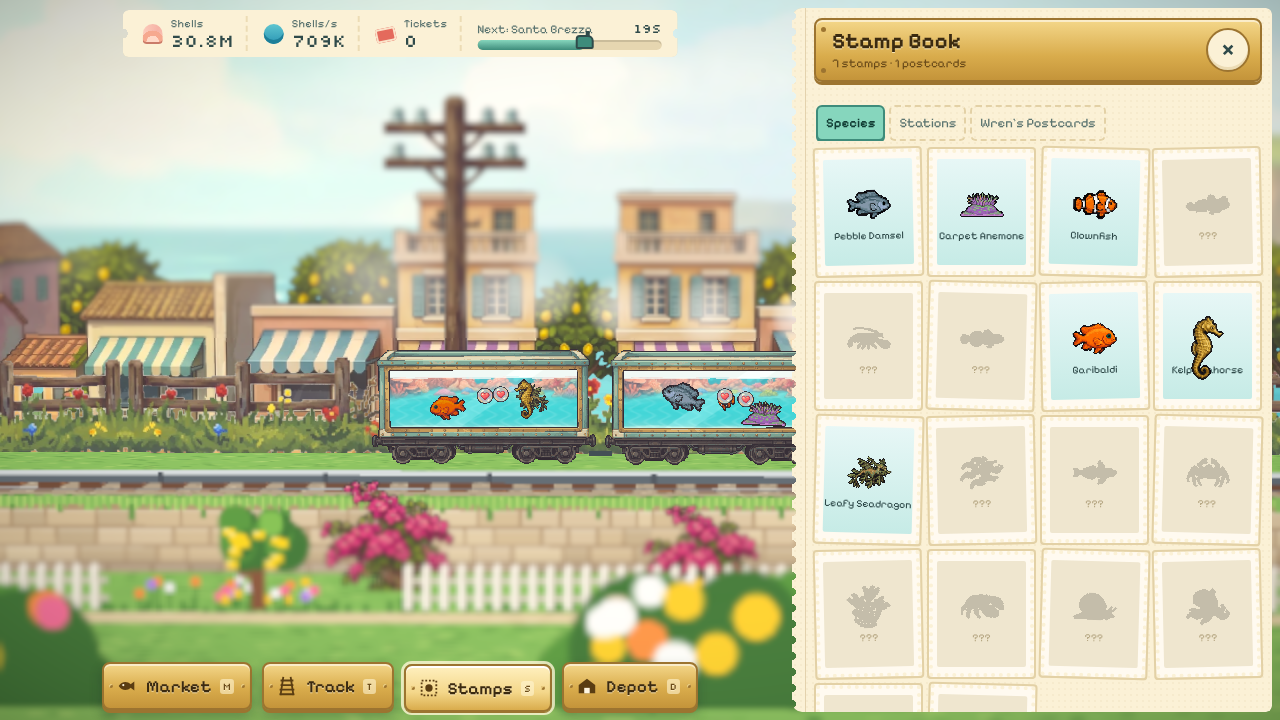 Shells
30.8M
Shells/s
709K
Tickets
0
Next: Santa Brezza
19S
Stamp Book
7 stamps · 1 postcards
×
Species
Stations
Wren's Postcards
Pebble Damsel
Carpet Anemone
Clownfish
???
???
???
Garibaldi
Leafy Seadragon
???
???
???
???
???
???
???
Market M
Track T
Stamps S
Depot D